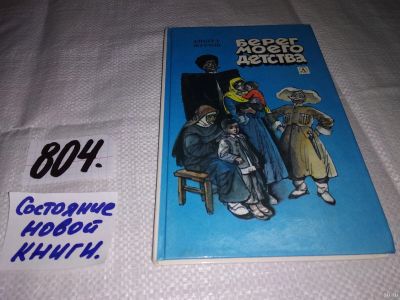 804.
Состояние
новой
книги.
БЕРЕГ
МОЕГО
ДЕТСТВА